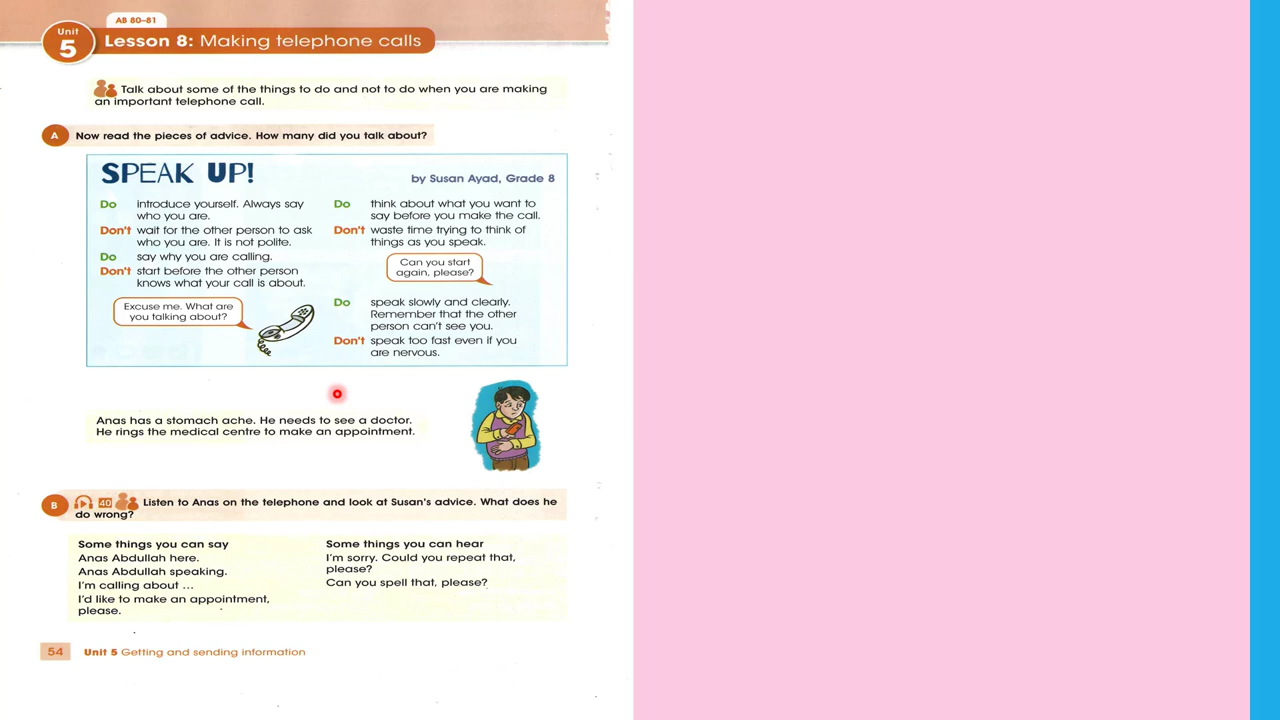 AB 80–81
Unit
5
Lesson 8: Making telephone calls
Talk about some of the things to do and not to do when you are making
an important telephone call.
A
Now read the pieces of advice. How many did you talk about?
SPEAK UP!
by Susan Ayad, Grade 8
Do introduce yourself. Always say
who you are.
Don't wait for the other person to ask
who you are. It is not polite.
Do say why you are calling.
Don't start before the other person
knows what your call is about.
Excuse me. What are
you talking about?
Do think about what you want to
say before you make the call.
Don't waste time trying to think of
things as you speak.
Can you start
again, please?
Do speak slowly and clearly.
Remember that the other
person can't see you.
Don't speak too fast even if you
are nervous.
Anas has a stomach ache. He needs to see a doctor.
He rings the medical centre to make an appointment.
B
40
Listen to Anas on the telephone and look at Susan's advice. What does he
do wrong?
Some things you can say
Anas Abdullah here.
Anas Abdullah speaking.
I'm calling about ...
I'd like to make an appointment,
please.
Some things you can hear
I'm sorry. Could you repeat that,
please?
Can you spell that, please?
54
Unit 5 Getting and sending information